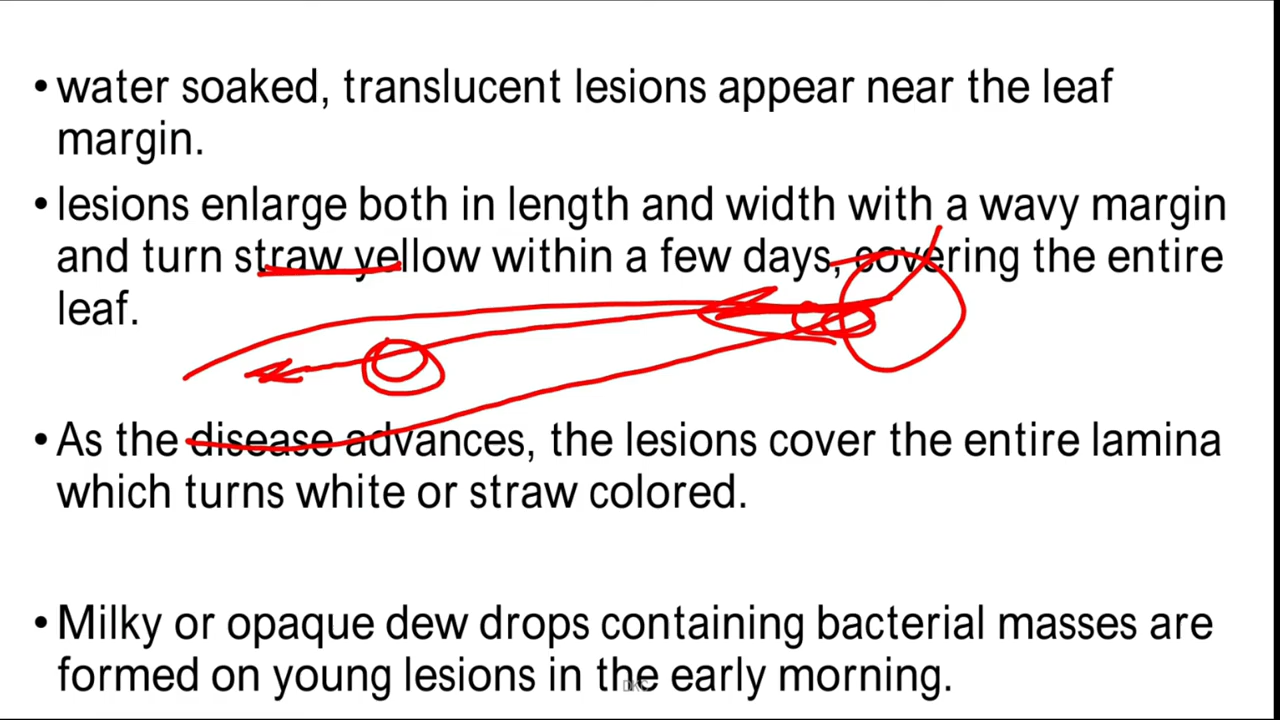 • water soaked, translucent lesions appear near the leaf
margin.
• lesions enlarge both in length and width with a wavy margin
and turn straw yellow within a few days, covering the entire
leaf.
• As the disease advances, the lesions cover the entire lamina
which turns white or straw colored.
• Milky or opaque dew drops containing bacterial masses are
formed on young lesions in the early morning.